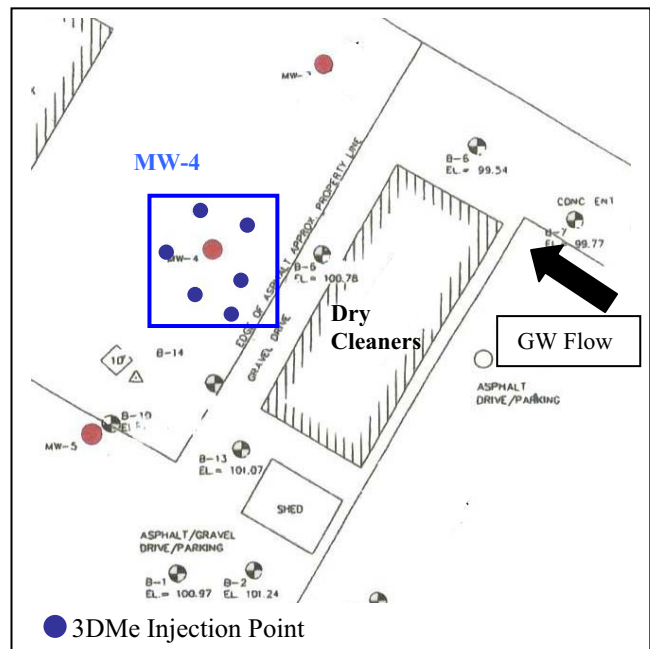 MW-7
MW-4
B-6
EL.= 99.54
CONC ENT
B-7
EL.= 99.77
EDGE OF ASPHALT APPROX. PROPERTY LINE
MW-4
B-6
EL.= 100.78
GRAVEL DRIVE
Dry
Cleaners
GW Flow
10'
B-14
ASPHALT
DRIVE/PARKING
B-10
MW-5
B-13
EL.= 101.07
SHED
ASPHALT/GRAVEL
DRIVE/PARKING
B-1
EL.= 100.97
B-2
EL. 101.24
3DMe Injection Point